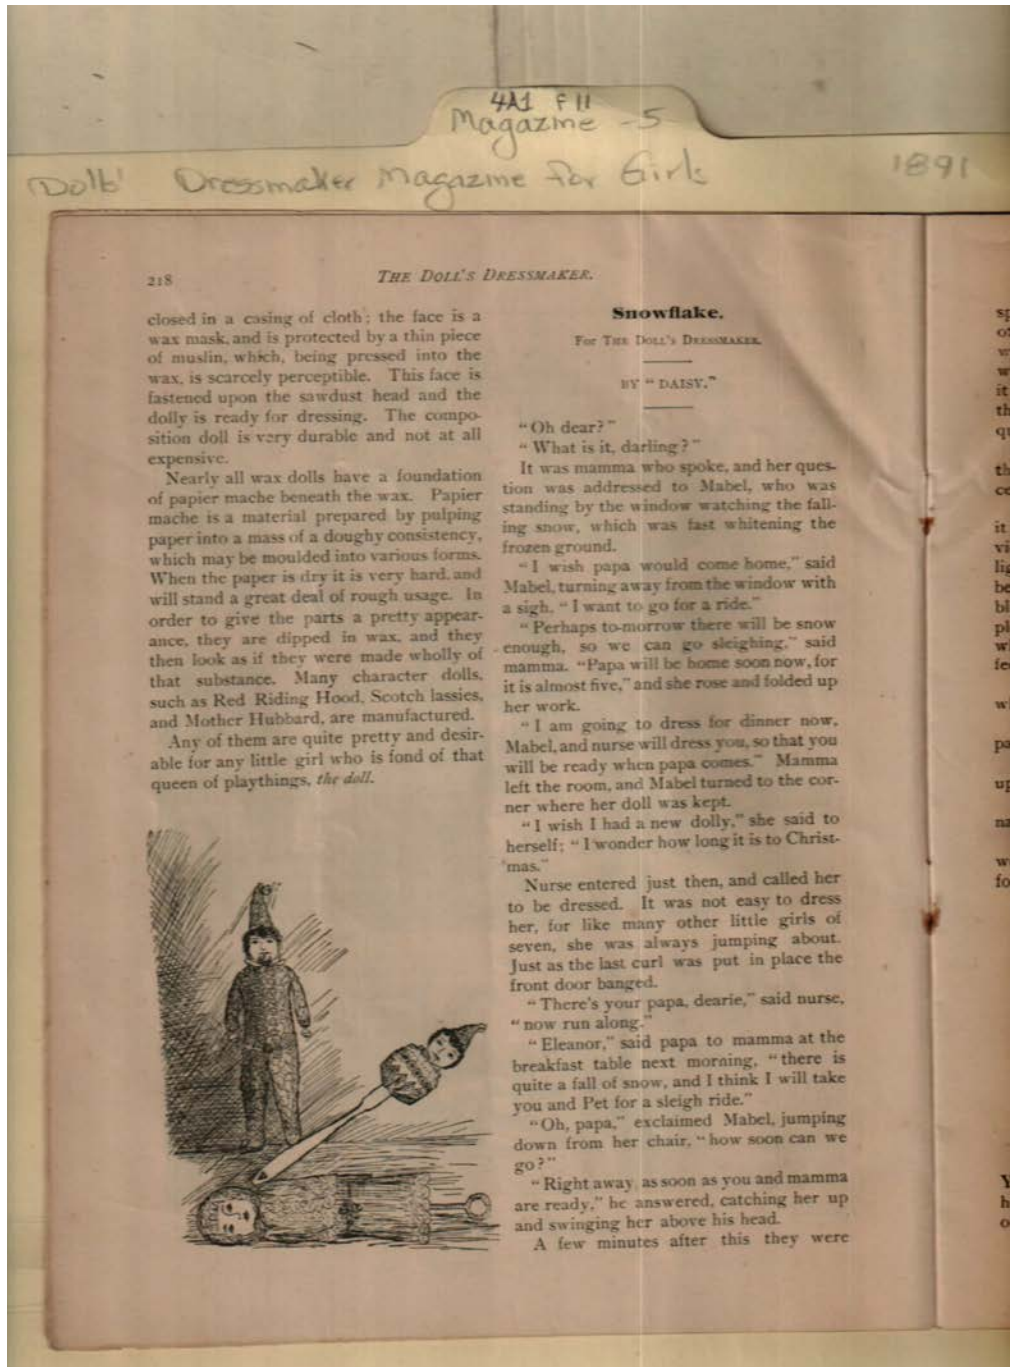 4A1 F11
Magazine - 5
Dolls' Dressmaker Magazine for Girls 1891
218
THE DOLL'S DRESSMAKER.
closed in a casing of cloth; the face is a
wax mask, and is protected by a thin piece
of muslin, which, being pressed into the
wax, is scarcely perceptible. This face is
fastened upon the sawdust head and the
dolly is ready for dressing. The compo-
sition doll is very durable and not at all
expensive.
Nearly all wax dolls have a foundation
of papier mache beneath the wax. Papier
mache is a material prepared by pulping
paper into a mass of a doughy consistency,
which may be moulded into various forms.
When the paper is dry it is very hard, and
will stand a great deal of rough usage. In
order to give the parts a pretty appear-
ance, they are dipped in wax, and they
then look as if they were made wholly of
that substance. Many character dolls,
such as Red Riding Hood, Scotch lassies,
and Mother Hubbard, are manufactured.
Any of them are quite pretty and desir-
able for any little girl who is fond of that
queen of playthings, the doll.
Snowflake.
For THE DOLL'S DRESSMAKER.
BY "DAISY."
"Oh dear?"
"What is it, darling?"
It was mamma who spoke, and her ques-
tion was addressed to Mabel, who was
standing by the window watching the fall-
ing snow, which was fast whitening the
frozen ground.
"I wish papa would come home," said
Mabel, turning away from the window with
a sigh, "I want to go for a ride."
"Perhaps to-morrow there will be snow
enough, so we can go sleighing," said
mamma. "Papa will be home soon now, for
it is almost five," and she rose and folded up
her work.
"I am going to dress for dinner now,
Mabel, and nurse will dress you, so that you
will be ready when papa comes." Mamma
left the room, and Mabel turned to the cor-
ner where her doll was kept.
"I wish I had a new dolly," she said to
herself; "I wonder how long it is to Christ-
mas."
Nurse entered just then, and called her
to be dressed. It was not easy to dress
her, for like many other little girls of
seven, she was always jumping about.
Just as the last curl was put in place the
front door banged.
"There's your papa, dearie," said nurse,
"now run along."
"Eleanor," said papa to mamma at the
breakfast table next morning, "there is
quite a fall of snow, and I think I will take
you and Pet for a sleigh ride."
"Oh, papa," exclaimed Mabel, jumping
down from her chair, "how soon can we
go?"
"Right away, as soon as you and mamma
are ready," he answered, catching her up
and swinging her above his head.
A few minutes after this they were